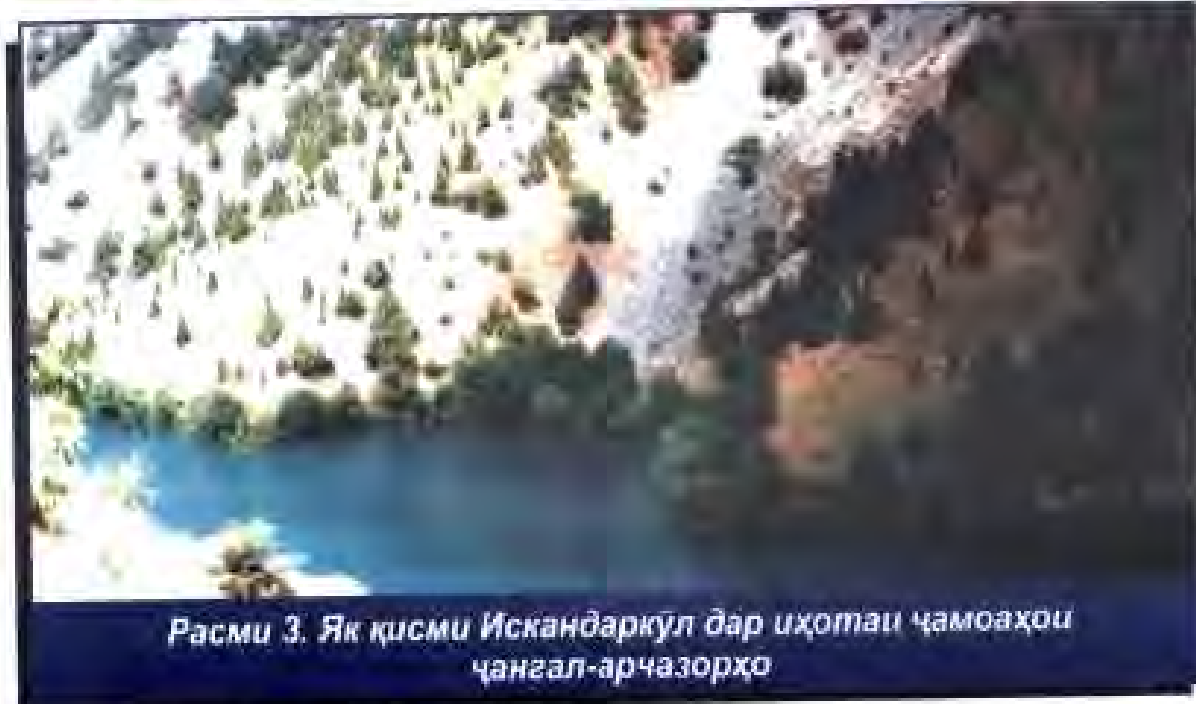 Расми 3. Як қисми Искандаркӯл дар иҳотаи ҷамоаҳои
ҷангал-арчазорҳо